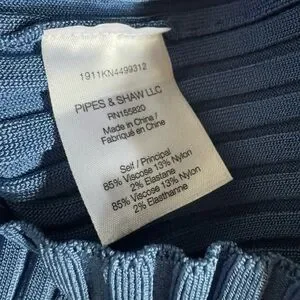 1911KN4499312
PIPES & SHAW LLC
RN155820
Made in China /
Fabriqué en Chine
Self / Principal
85% Viscose 13% Nylon
2% Elastane
85% Viscose 13% Nylon
2% Elasthanne